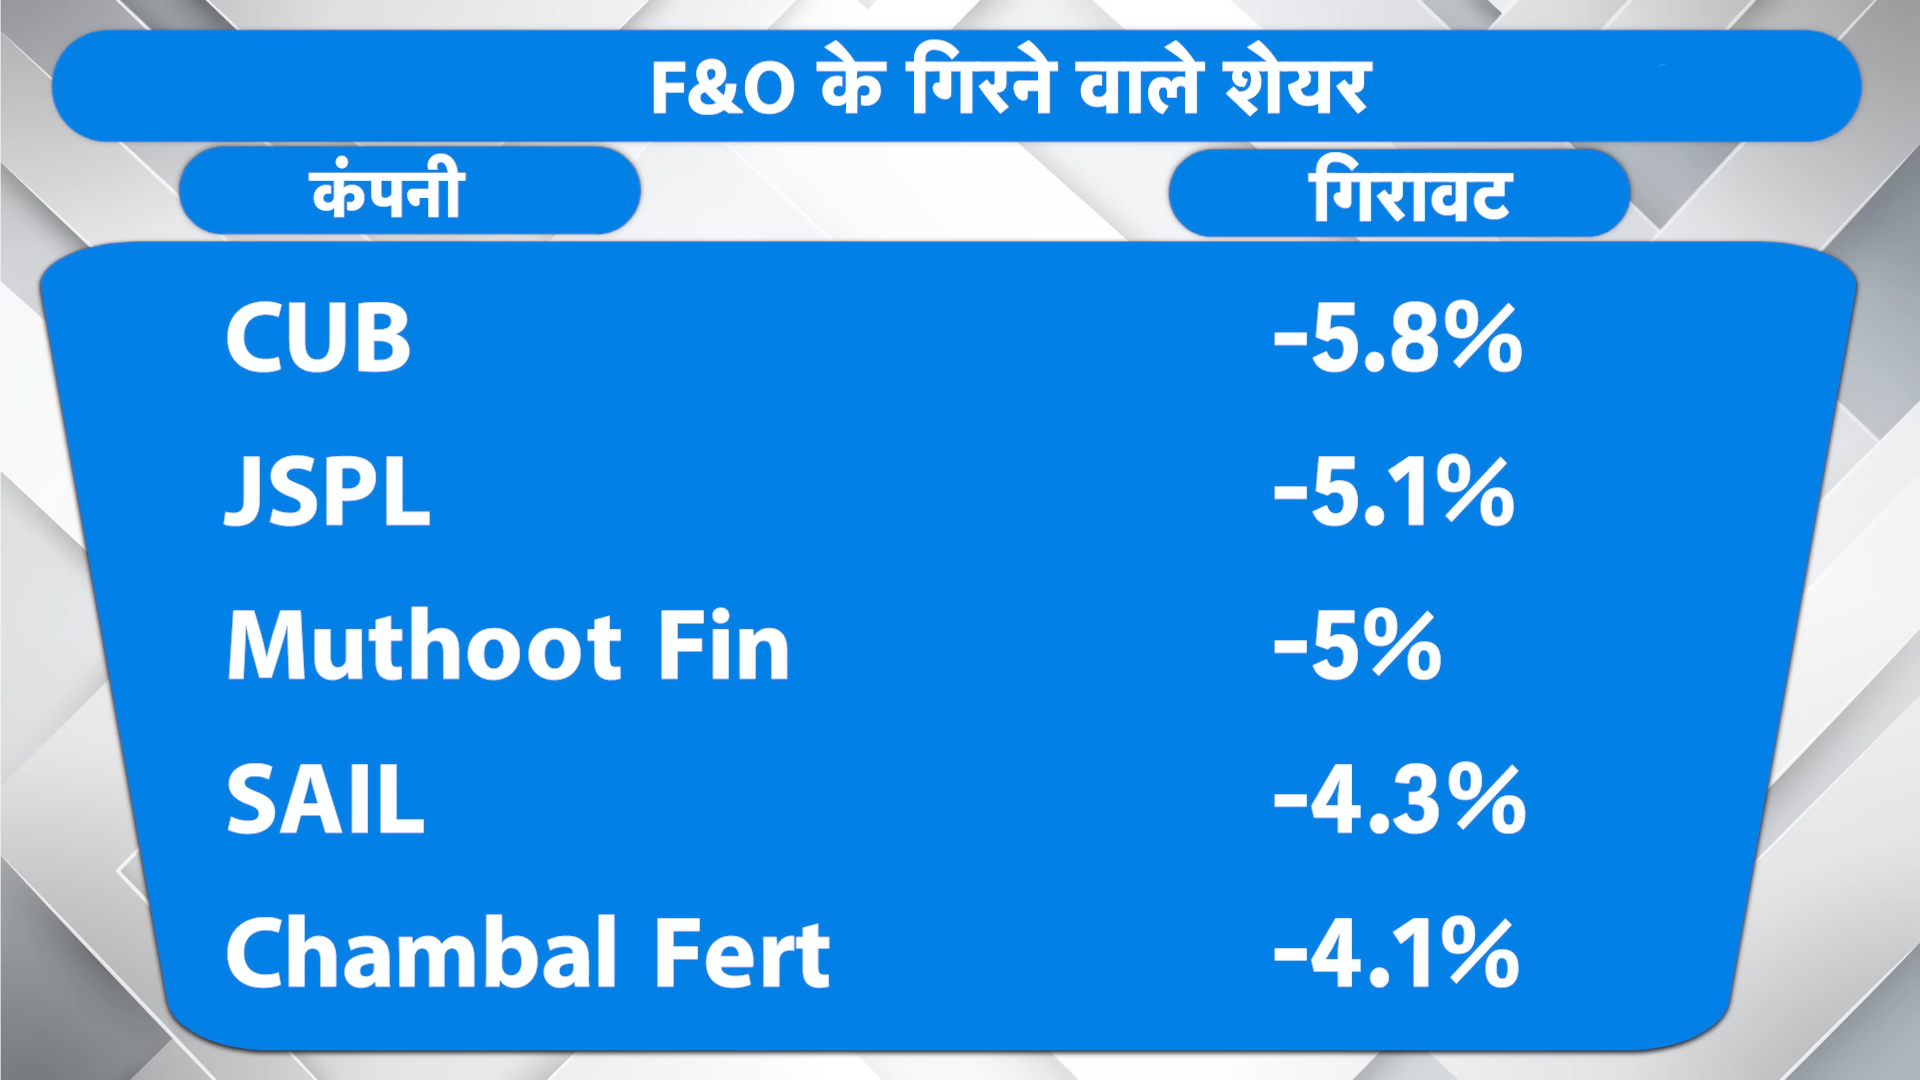 F&O के गिरने वाले शेयर
कंपनी गिरावट
CUB -5.8%
JSPL -5.1%
Muthoot Fin -5%
SAIL -4.3%
Chambal Fert -4.1%